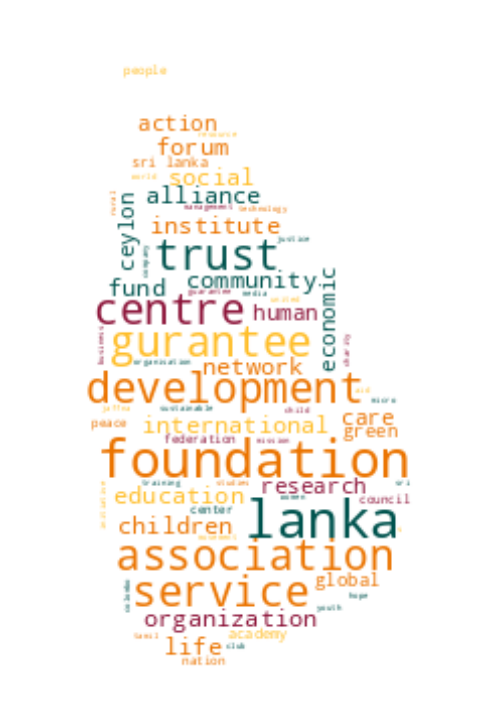 people
action
resource
forum
sri lanka
world social
rural alliance
management technology
ceylon institute
justice
trust
company
community
fund guarantee media united
economic
centre human
business gurantee charity
organisation network
development aid
micro
jaffna sustainable child
peace international care
green
federation mission
foundation
training studies research sri
education women council
center
children lanka
movement
association
service global
colombo hope
youth
organization
tamil academy
life club
nation